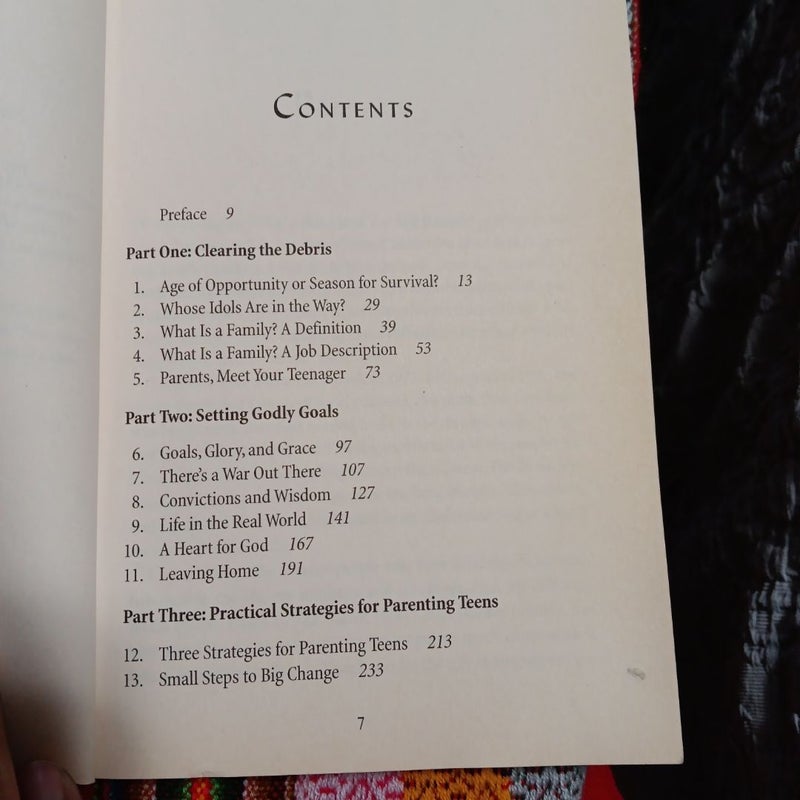 CONTENTS
Preface 9
Part One: Clearing the Debris
1. Age of Opportunity or Season for Survival? 13
2. Whose Idols Are in the Way? 29
3. What Is a Family? A Definition 39
4. What Is a Family? A Job Description 53
5. Parents, Meet Your Teenager 73
Part Two: Setting Godly Goals
6. Goals, Glory, and Grace 97
7. There's a War Out There 107
8. Convictions and Wisdom 127
9. Life in the Real World 141
10. A Heart for God 167
11. Leaving Home 191
Part Three: Practical Strategies for Parenting Teens
12. Three Strategies for Parenting Teens 213
13. Small Steps to Big Change 233
7